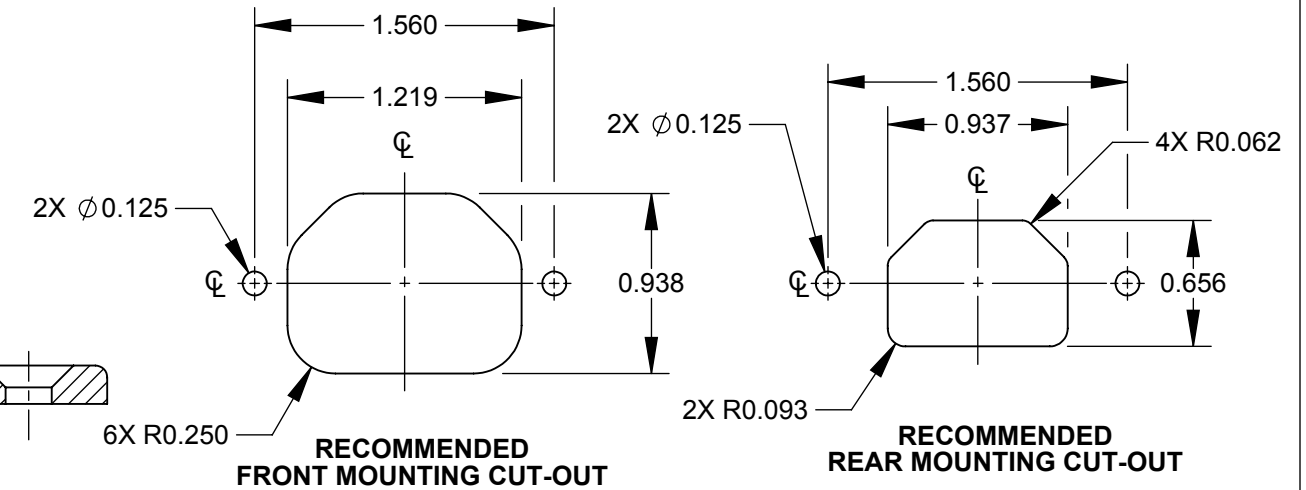 1.560
1.219
℄
2X ∅0.125
℄
0.938
6X R0.250
RECOMMENDED
FRONT MOUNTING CUT-OUT
1.560
2X ∅0.125
0.937
4X R0.062
℄
℄
0.656
2X R0.093
RECOMMENDED
REAR MOUNTING CUT-OUT